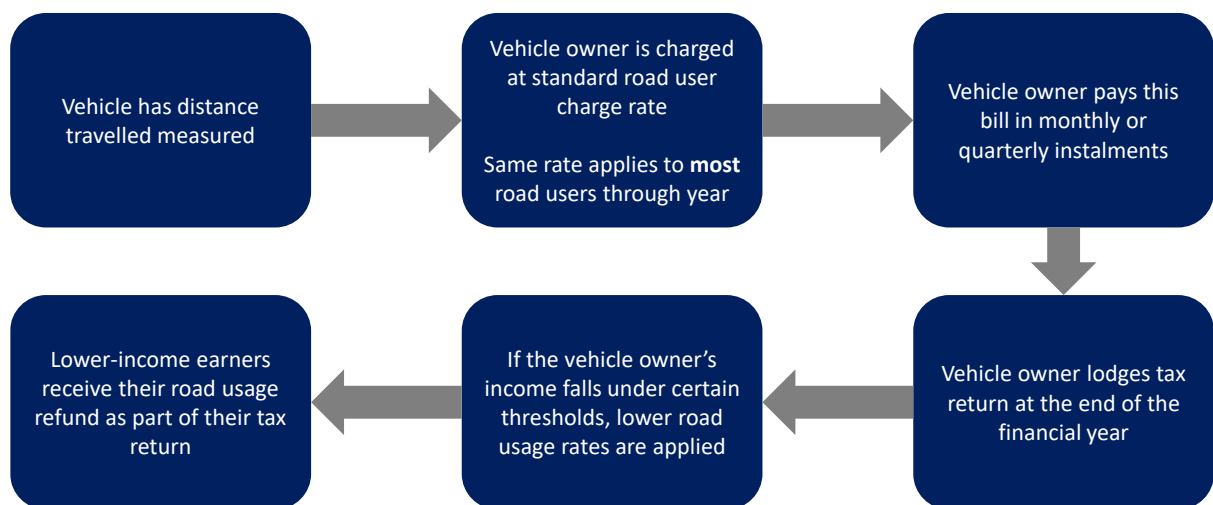 Vehicle has distance
travelled measured
Vehicle owner is charged
at standard road user
charge rate
Same rate applies to most
road users through year
Vehicle owner pays this
bill in monthly or
quarterly instalments
Vehicle owner lodges tax
return at the end of the
financial year
If the vehicle owner’s
income falls under certain
thresholds, lower road
usage rates are applied
Lower-income earners
receive their road usage
refund as part of their tax
return